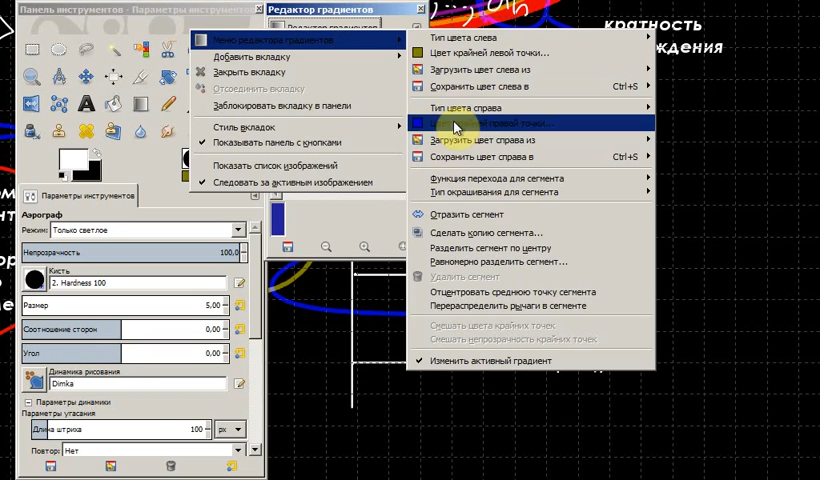 Панель инструментов - Параметры инструментов
Редактор градиентов
кратность
Редактор градиентов
Меню редактора градиентов
Добавить вкладку
Закрыть вкладку
Отсоединить вкладку
Заблокировать вкладку в панели
Стиль вкладок
Показывать панель с кнопками
Показать список изображений
Следовать за активным изображением
Тип цвета слева
Цвет крайней левой точки...
Загрузить цвет слева из
Сохранить цвет слева в Ctrl+S
Тип цвета справа
Цвет крайней правой точки...
Загрузить цвет справа из
Сохранить цвет справа в Ctrl+S
Функция перехода для сегмента
Тип окрашивания для сегмента
Отразить сегмент
Сделать копию сегмента...
Разделить сегмент по центру
Равномерно разделить сегмент...
Удалить сегмент
Отцентровать среднюю точку сегмента
Перераспределить рычаги в сегменте
Смешать цвета крайних точек
Смешать непрозрачность крайних точек
Изменить активный градиент
Параметры инструментов
Аэрограф
Режим: Только светлое
Непрозрачность 100,0
Кисть
2. Hardness 100
Размер 5,00
Соотношение сторон 0,00
Угол 0,00
Динамика рисования
Dimka
Параметры динамики
Параметры угасания
Длина штриха 100 px
Повтор: Нет